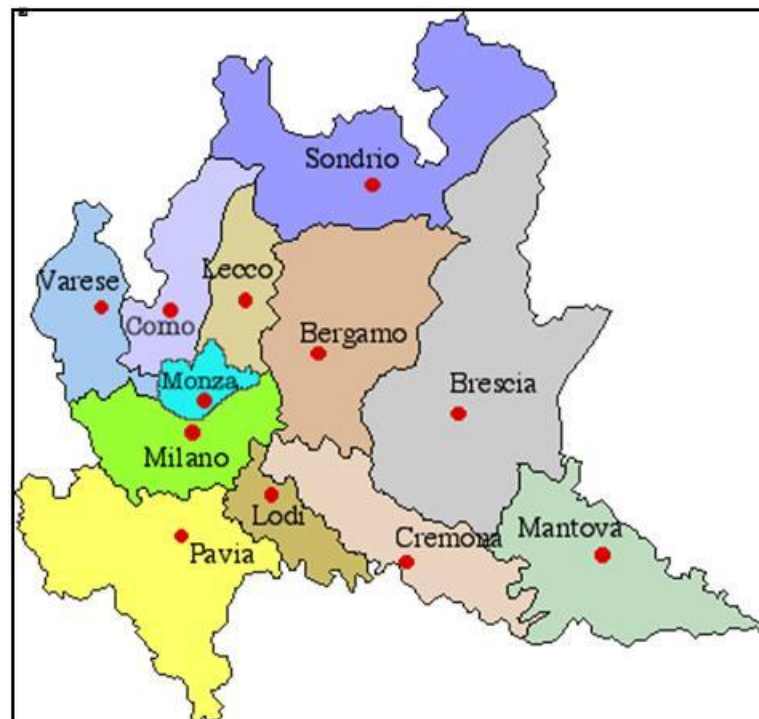 Sondrio
Lecco
Varese
Como
Bergamo
Monza
Brescia
Milano
Lodi
Cremona
Mantova
Pavia